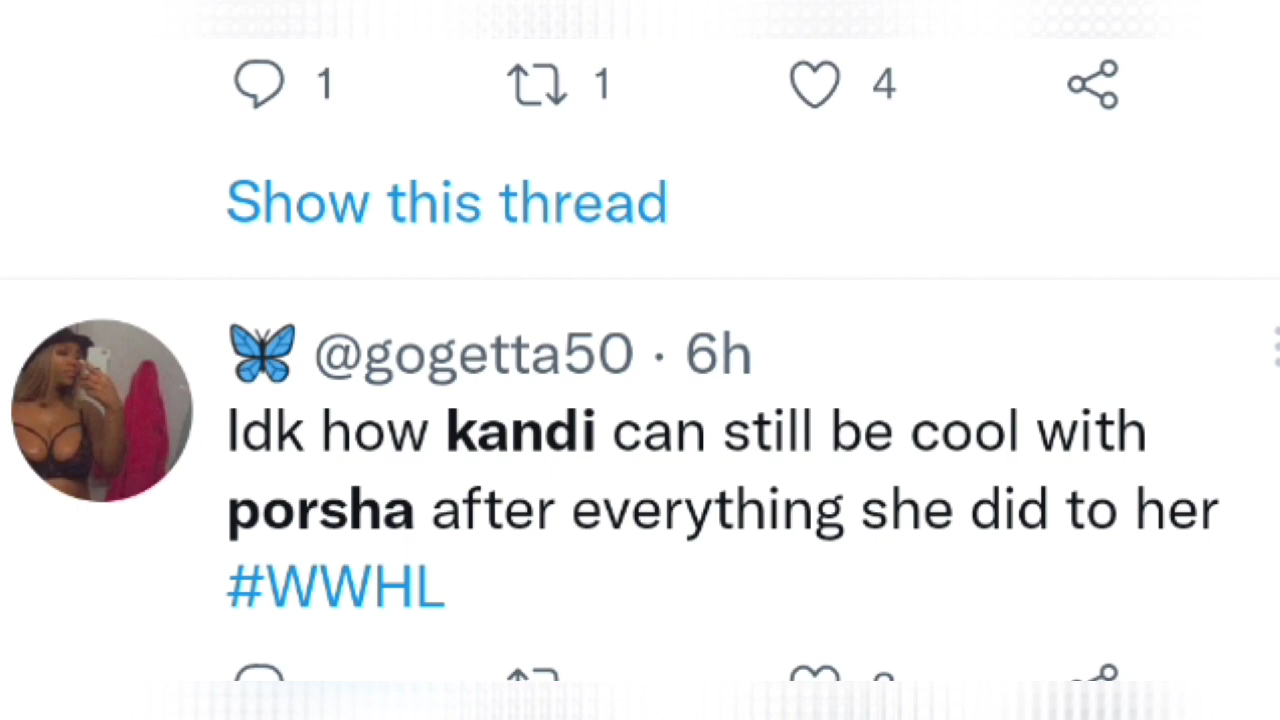 1 1 4
Show this thread
@gogetta50 · 6h
Idk how kandi can still be cool with
porsha after everything she did to her
#WWHL